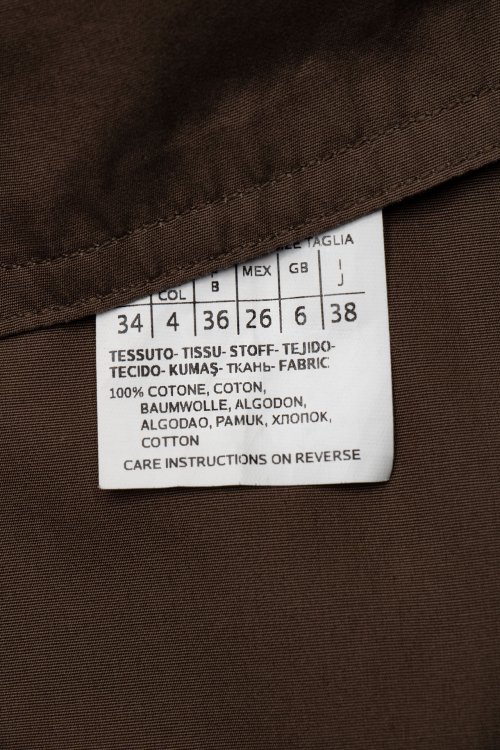 TAGLIA
COL F B MEX GB I J
34 4 36 26 6 38
TESSUTO- TISSU- STOFF- TEJIDO-
TECIDO- KUMAŞ- ТКАНЬ- FABRIC
100% COTONE, COTON,
BAUMWOLLE, ALGODON,
ALGODAO, PAMUK, ХЛОПОК,
COTTON
CARE INSTRUCTIONS ON REVERSE